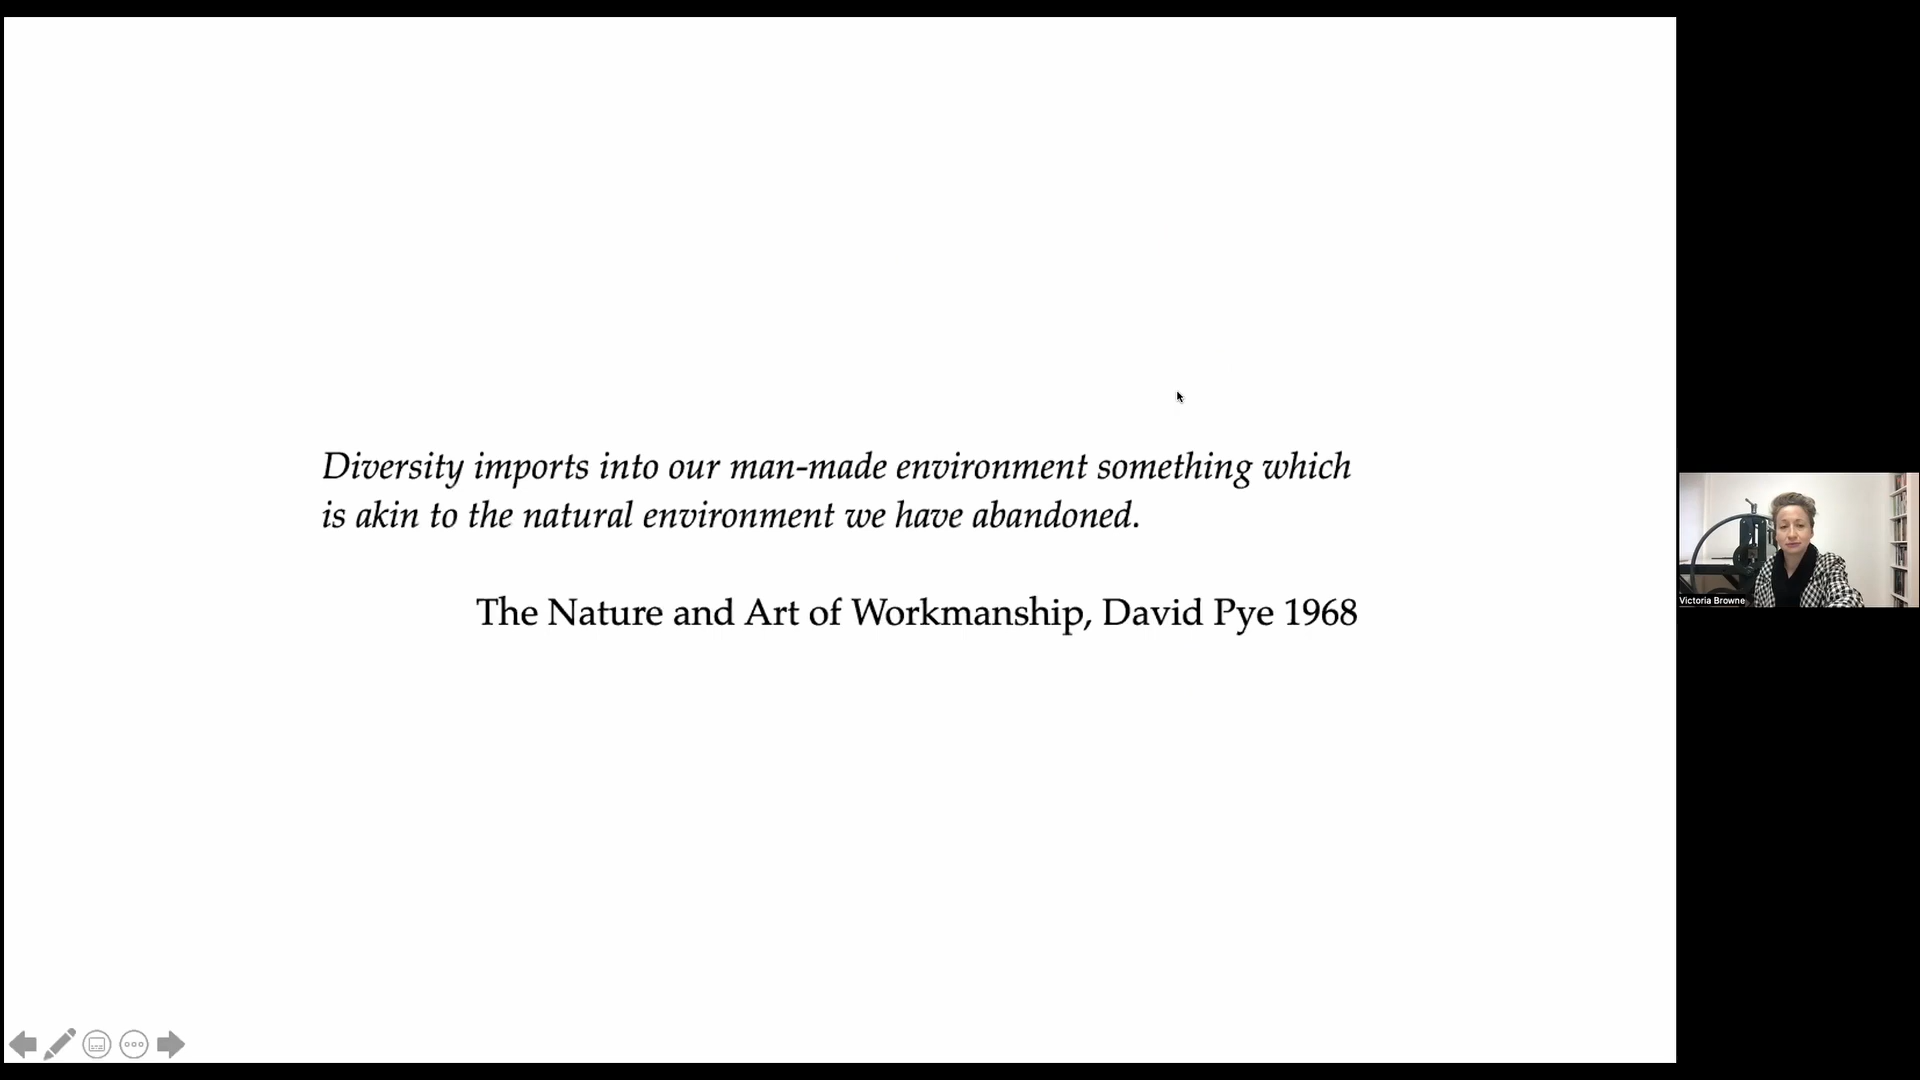 Diversity imports into our man-made environment something which
is akin to the natural environment we have abandoned.
The Nature and Art of Workmanship, David Pye 1968
Victoria Browne